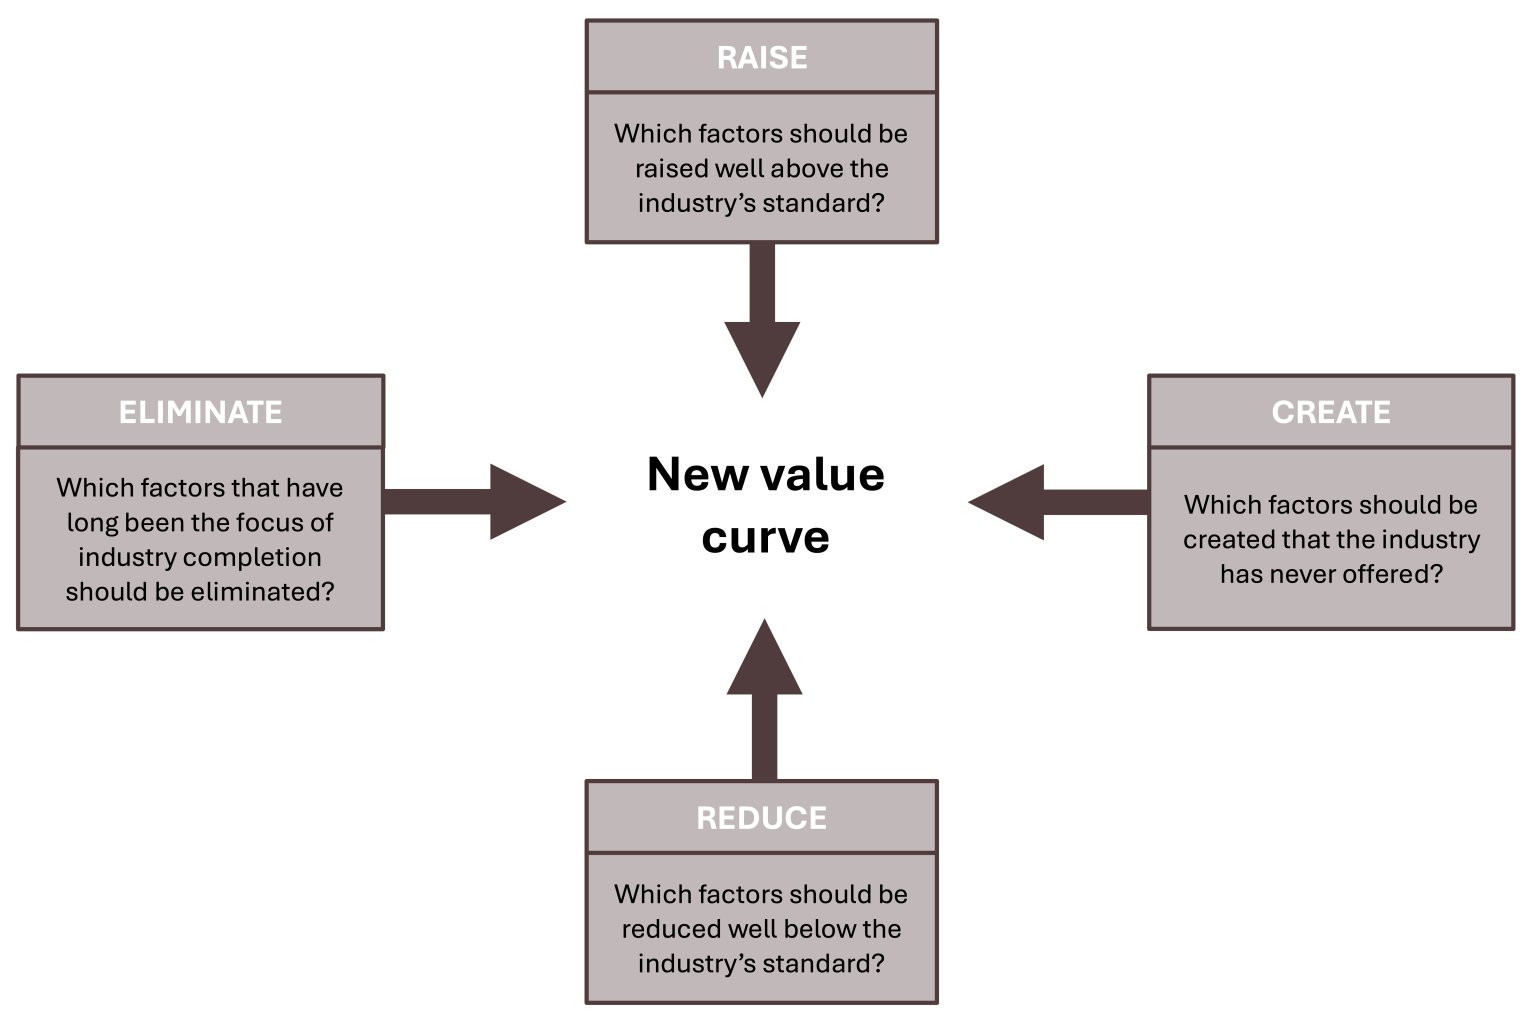 RAISE
Which factors should be
raised well above the
industry’s standard?
ELIMINATE
Which factors that have
long been the focus of
industry completion
should be eliminated?
New value
curve
CREATE
Which factors should be
created that the industry
has never offered?
REDUCE
Which factors should be
reduced well below the
industry’s standard?